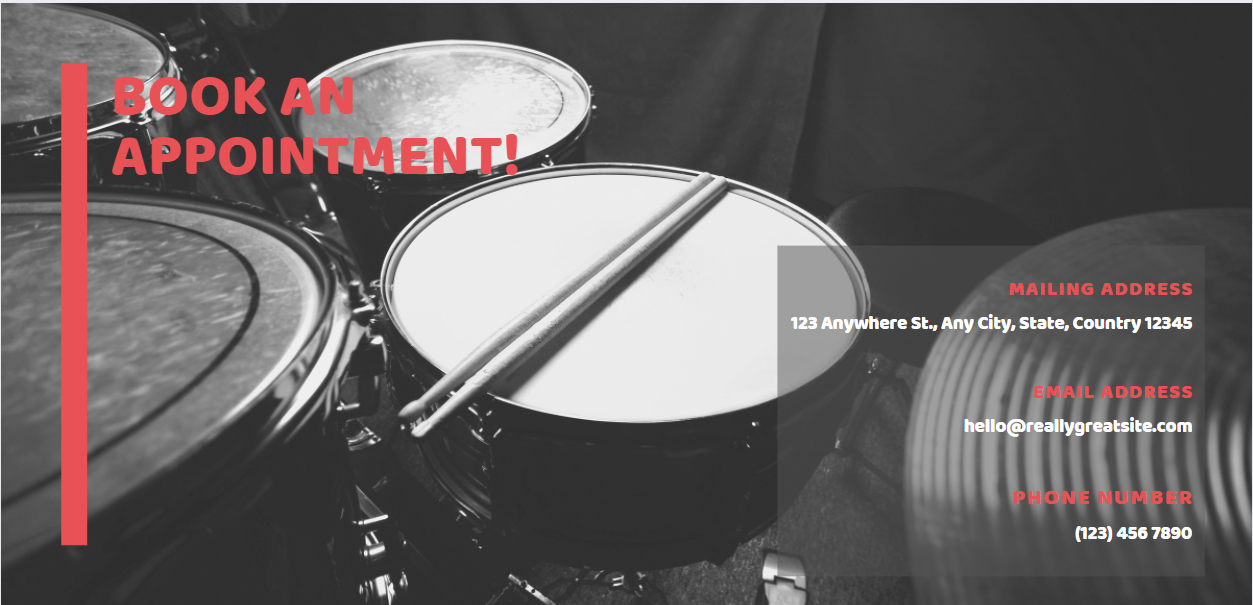 BOOK AN
APPOINTMENT!
MAILING ADDRESS
123 Anywhere St., Any City, State, Country 12345
EMAIL ADDRESS
hello@reallygreatsite.com
PHONE NUMBER
(123) 456 7890